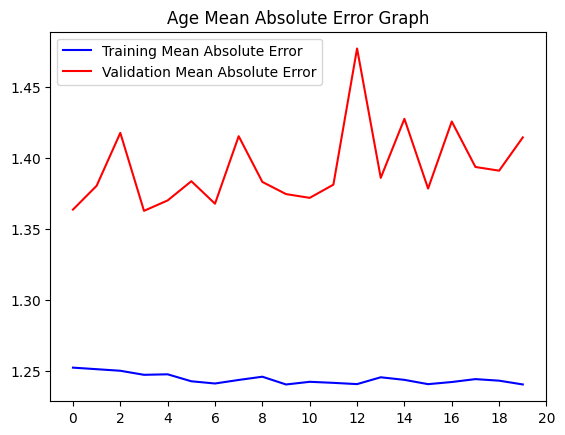 Age Mean Absolute Error Graph
Training Mean Absolute Error
Validation Mean Absolute Error
1.45
1.40
1.35
1.30
1.25
0 2 4 6 8 10 12 14 16 18 20